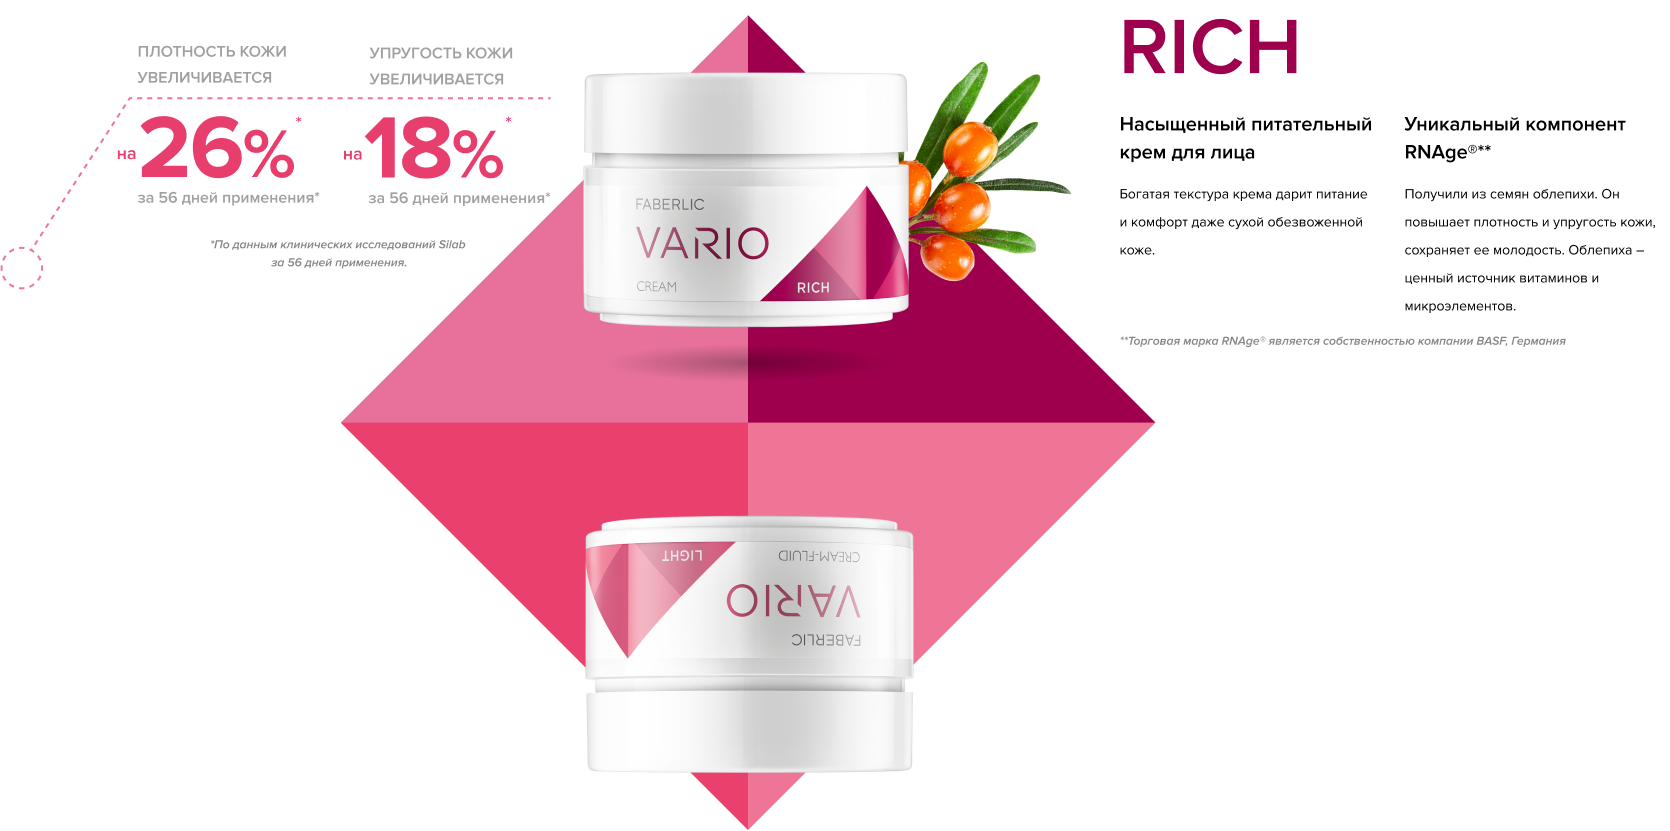 ПЛОТНОСТЬ КОЖИ
УВЕЛИЧИВАЕТСЯ
на 26%*
за 56 дней применения*
УПРУГОСТЬ КОЖИ
УВЕЛИЧИВАЕТСЯ
на 18%*
за 56 дней применения*
*По данным клинических исследований Silab
за 56 дней применения.
FABERLIC
VARIO
CREAM
RICH
RICH
Насыщенный питательный
крем для лица
Богатая текстура крема дарит питание
и комфорт даже сухой обезвоженной
коже.
Уникальный компонент
RNAge®**
Получили из семян облепихи. Он
повышает плотность и упругость кожи,
сохраняет ее молодость. Облепиха –
ценный источник витаминов и
микроэлементов.
**Торговая марка RNAge® является собственностью компании BASF, Германия
FABERLIC
VARIO
CREAM-FLUID
LIGHT